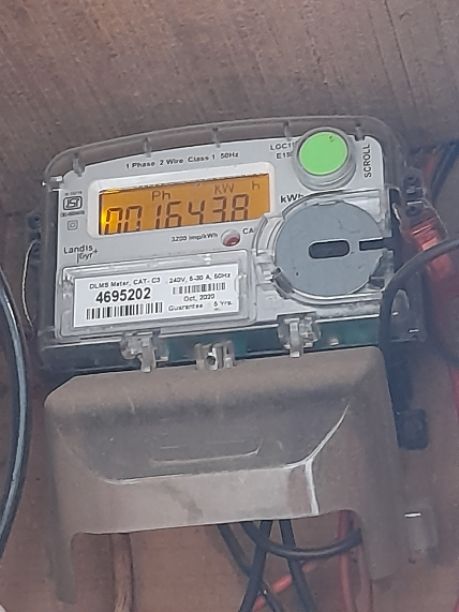 1 Phase 2 Wire Class 1 50Hz
SCROLL
Ph kW h
0016438
kWh
3200 imp/kWh
CA
Landis
Gyr+
DLMS Meter, CAT- C3 , 240V, 5-30 A, 50Hz
4695202
Oct, 2020
Guarantee 5 Yrs.